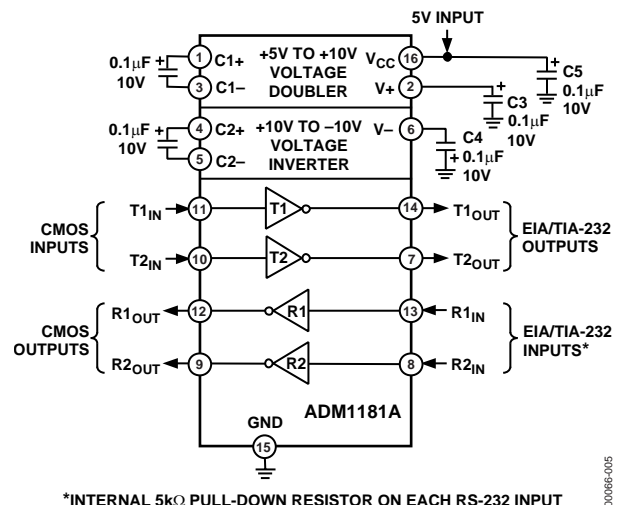 5V INPUT
0.1µF
10V
+
1
C1+
3
C1–
+5V TO +10V
VOLTAGE
DOUBLER
VCC
16
V+
2
+
C5
0.1µF
10V
+
C3
0.1µF
10V
0.1µF
10V
+
4
C2+
5
C2–
+10V TO –10V
VOLTAGE
INVERTER
V–
6
C4
+
0.1µF
10V
CMOS
INPUTS
T1IN
11
T1
14
T1OUT
T2IN
10
T2
7
T2OUT
EIA/TIA-232
OUTPUTS
CMOS
OUTPUTS
R1OUT
12
R1
13
R1IN
R2OUT
9
R2
8
R2IN
EIA/TIA-232
INPUTS*
ADM1181A
GND
15
*INTERNAL 5kΩ PULL-DOWN RESISTOR ON EACH RS-232 INPUT
00066-005